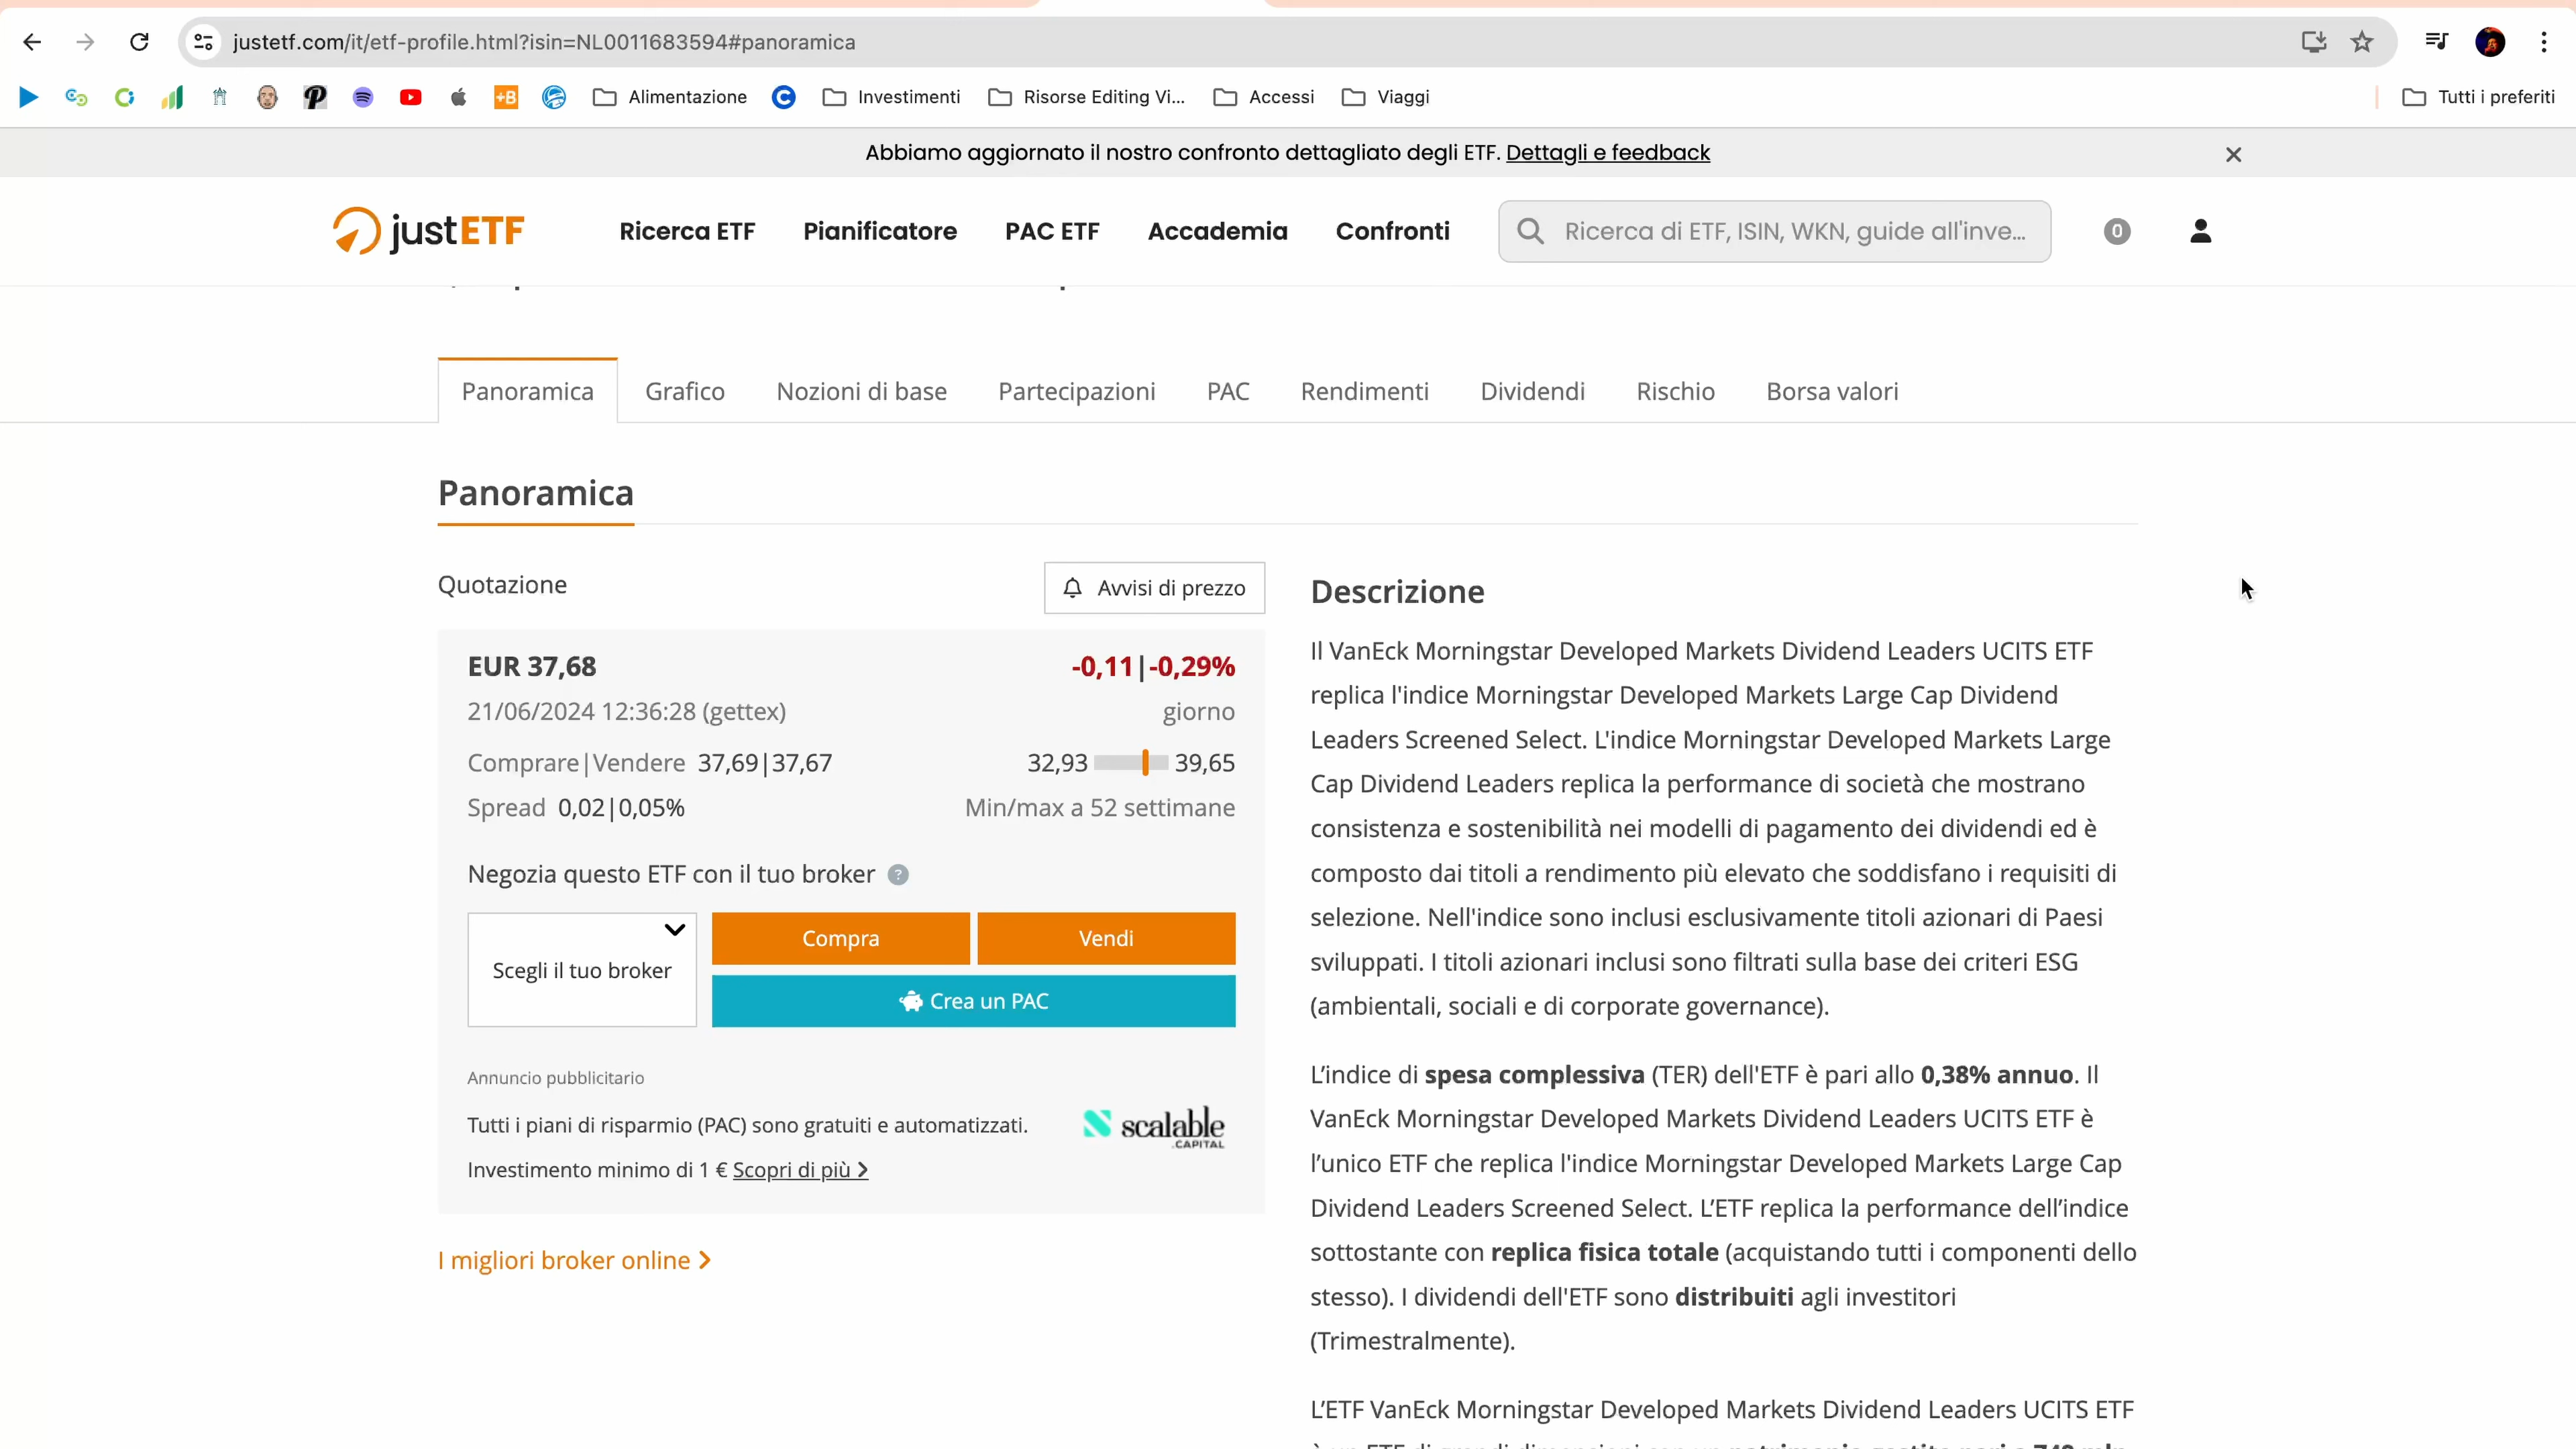 justetf.com/it/etf-profile.html?isin=NL0011683594#panoramica
+B Alimentazione Investimenti Risorse Editing Vi... Accessi Viaggi Tutti i preferiti
Abbiamo aggiornato il nostro confronto dettagliato degli ETF. Dettagli e feedback
justETF Ricerca ETF Pianificatore PAC ETF Accademia Confronti Ricerca di ETF, ISIN, WKN, guide all'inve... 0
Panoramica Grafico Nozioni di base Partecipazioni PAC Rendimenti Dividendi Rischio Borsa valori
Panoramica
Quotazione
Avvisi di prezzo
EUR 37,68
-0,11|-0,29%
21/06/2024 12:36:28 (gettex)
giorno
Comprare|Vendere 37,69|37,67
32,93 39,65
Spread 0,02|0,05%
Min/max a 52 settimane
Negozia questo ETF con il tuo broker ?
Scegli il tuo broker
Compra
Vendi
Crea un PAC
Annuncio pubblicitario
Tutti i piani di risparmio (PAC) sono gratuiti e automatizzati.
scalable
.CAPITAL
Investimento minimo di 1 € Scopri di più
I migliori broker online
Descrizione
Il VanEck Morningstar Developed Markets Dividend Leaders UCITS ETF
replica l'indice Morningstar Developed Markets Large Cap Dividend
Leaders Screened Select. L'indice Morningstar Developed Markets Large
Cap Dividend Leaders replica la performance di società che mostrano
consistenza e sostenibilità nei modelli di pagamento dei dividendi ed è
composto dai titoli a rendimento più elevato che soddisfano i requisiti di
selezione. Nell'indice sono inclusi esclusivamente titoli azionari di Paesi
sviluppati. I titoli azionari inclusi sono filtrati sulla base dei criteri ESG
(ambientali, sociali e di corporate governance).
L’indice di spesa complessiva (TER) dell'ETF è pari allo 0,38% annuo. Il
VanEck Morningstar Developed Markets Dividend Leaders UCITS ETF è
l’unico ETF che replica l'indice Morningstar Developed Markets Large Cap
Dividend Leaders Screened Select. L’ETF replica la performance dell’indice
sottostante con replica fisica totale (acquistando tutti i componenti dello
stesso). I dividendi dell'ETF sono distribuiti agli investitori
(Trimestralmente).
L’ETF VanEck Morningstar Developed Markets Dividend Leaders UCITS ETF